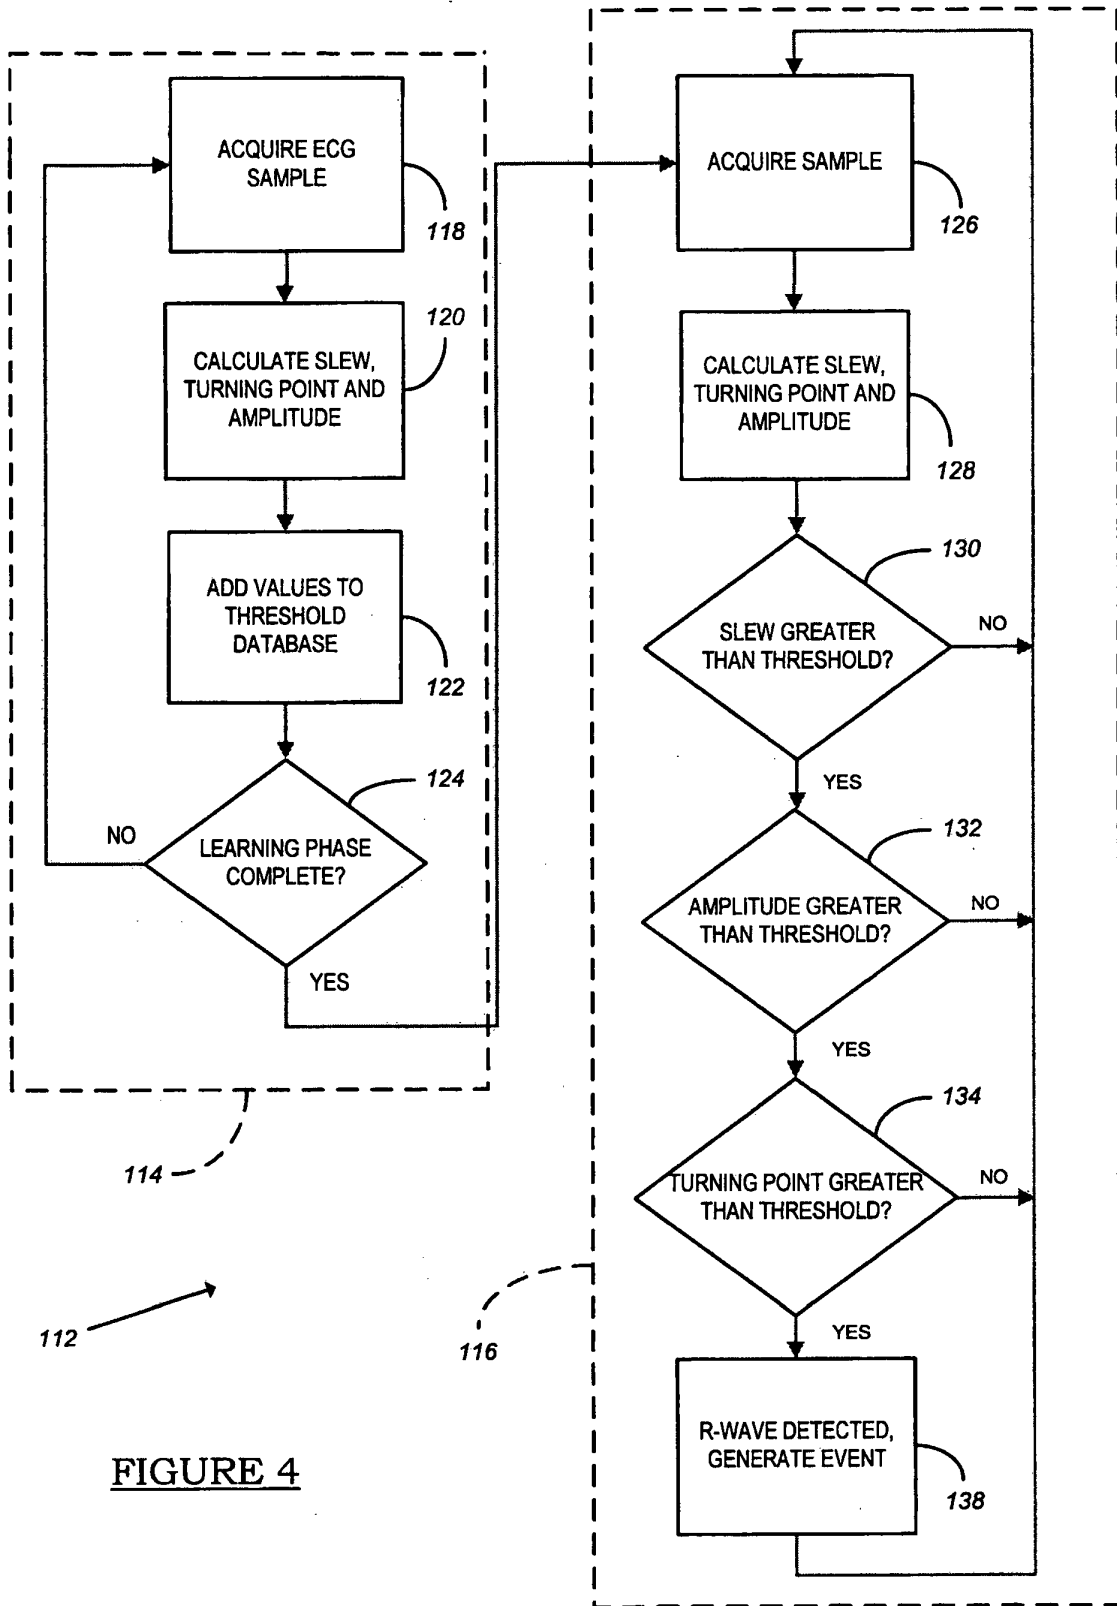 ACQUIRE ECG
SAMPLE
118
CALCULATE SLEW,
TURNING POINT AND
AMPLITUDE
120
ADD VALUES TO
THRESHOLD
DATABASE
122
LEARNING PHASE
COMPLETE?
124
NO
YES
114
112
FIGURE 4
ACQUIRE SAMPLE
126
CALCULATE SLEW,
TURNING POINT AND
AMPLITUDE
128
SLEW GREATER
THAN THRESHOLD?
130
NO
YES
AMPLITUDE GREATER
THAN THRESHOLD?
132
NO
YES
TURNING POINT GREATER
THAN THRESHOLD?
134
NO
YES
116
R-WAVE DETECTED,
GENERATE EVENT
138